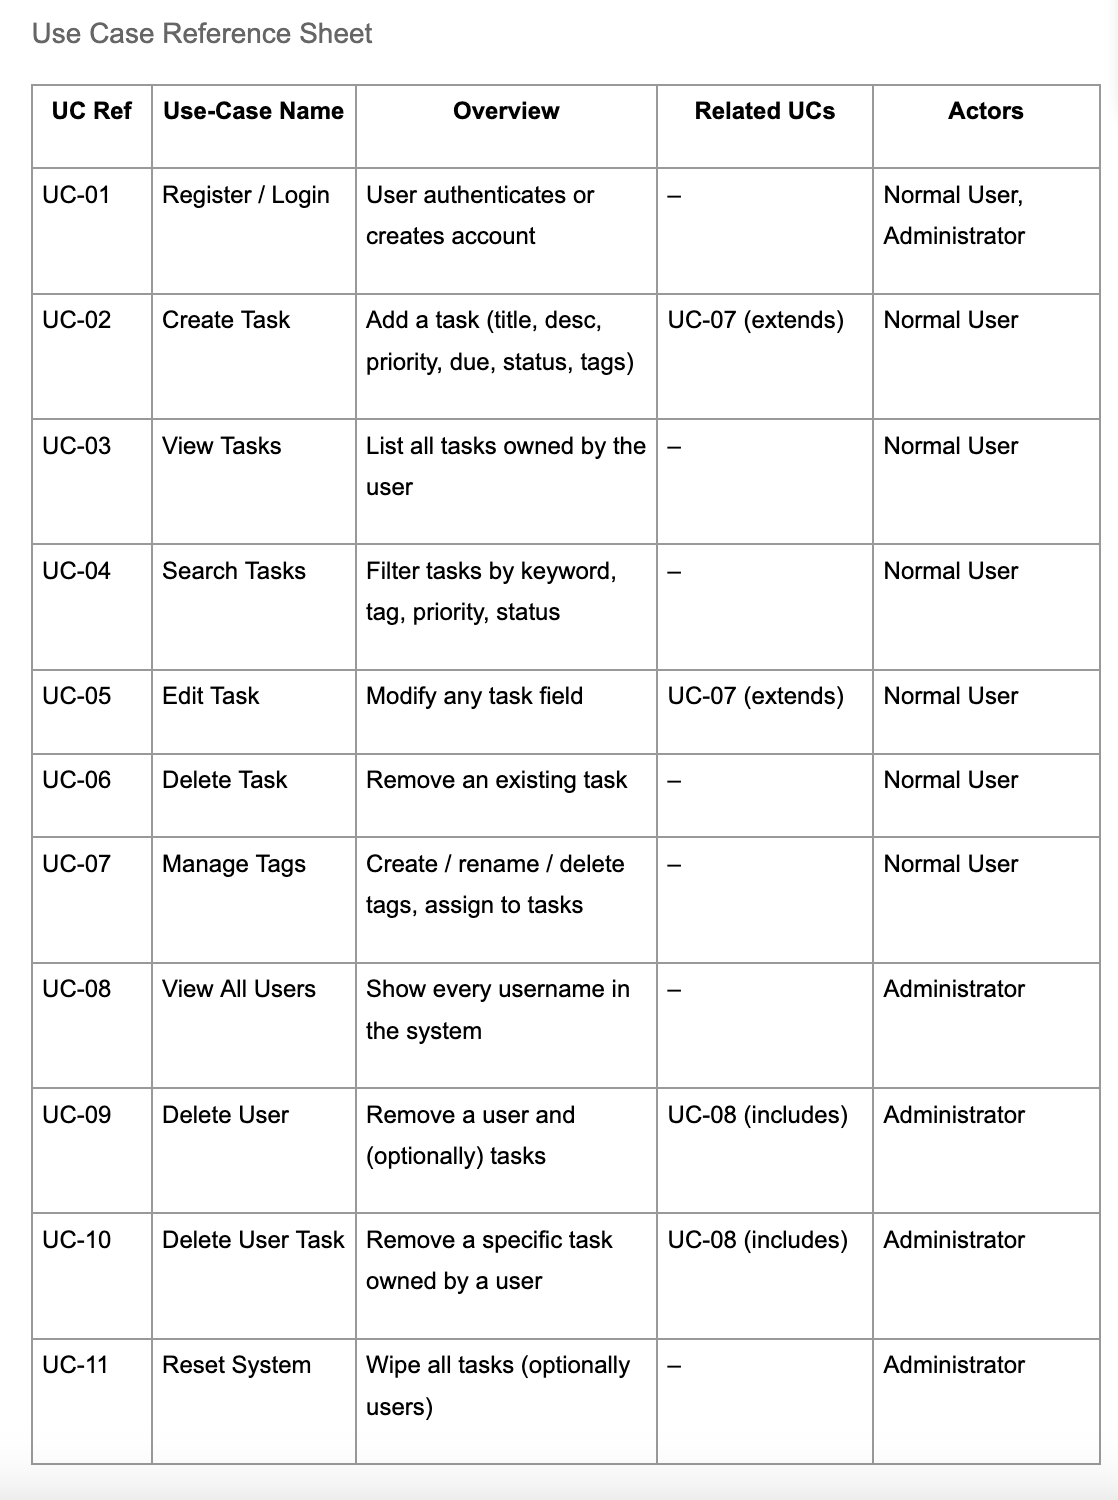 Use Case Reference Sheet
UC Ref Use-Case Name Overview Related UCs Actors
UC-01 Register / Login User authenticates or – Normal User,
creates account Administrator
UC-02 Create Task Add a task (title, desc, UC-07 (extends) Normal User
priority, due, status, tags)
UC-03 View Tasks List all tasks owned by the – Normal User
user
UC-04 Search Tasks Filter tasks by keyword, – Normal User
tag, priority, status
UC-05 Edit Task Modify any task field UC-07 (extends) Normal User
UC-06 Delete Task Remove an existing task – Normal User
UC-07 Manage Tags Create / rename / delete – Normal User
tags, assign to tasks
UC-08 View All Users Show every username in – Administrator
the system
UC-09 Delete User Remove a user and UC-08 (includes) Administrator
(optionally) tasks
UC-10 Delete User Task Remove a specific task UC-08 (includes) Administrator
owned by a user
UC-11 Reset System Wipe all tasks (optionally – Administrator
users)